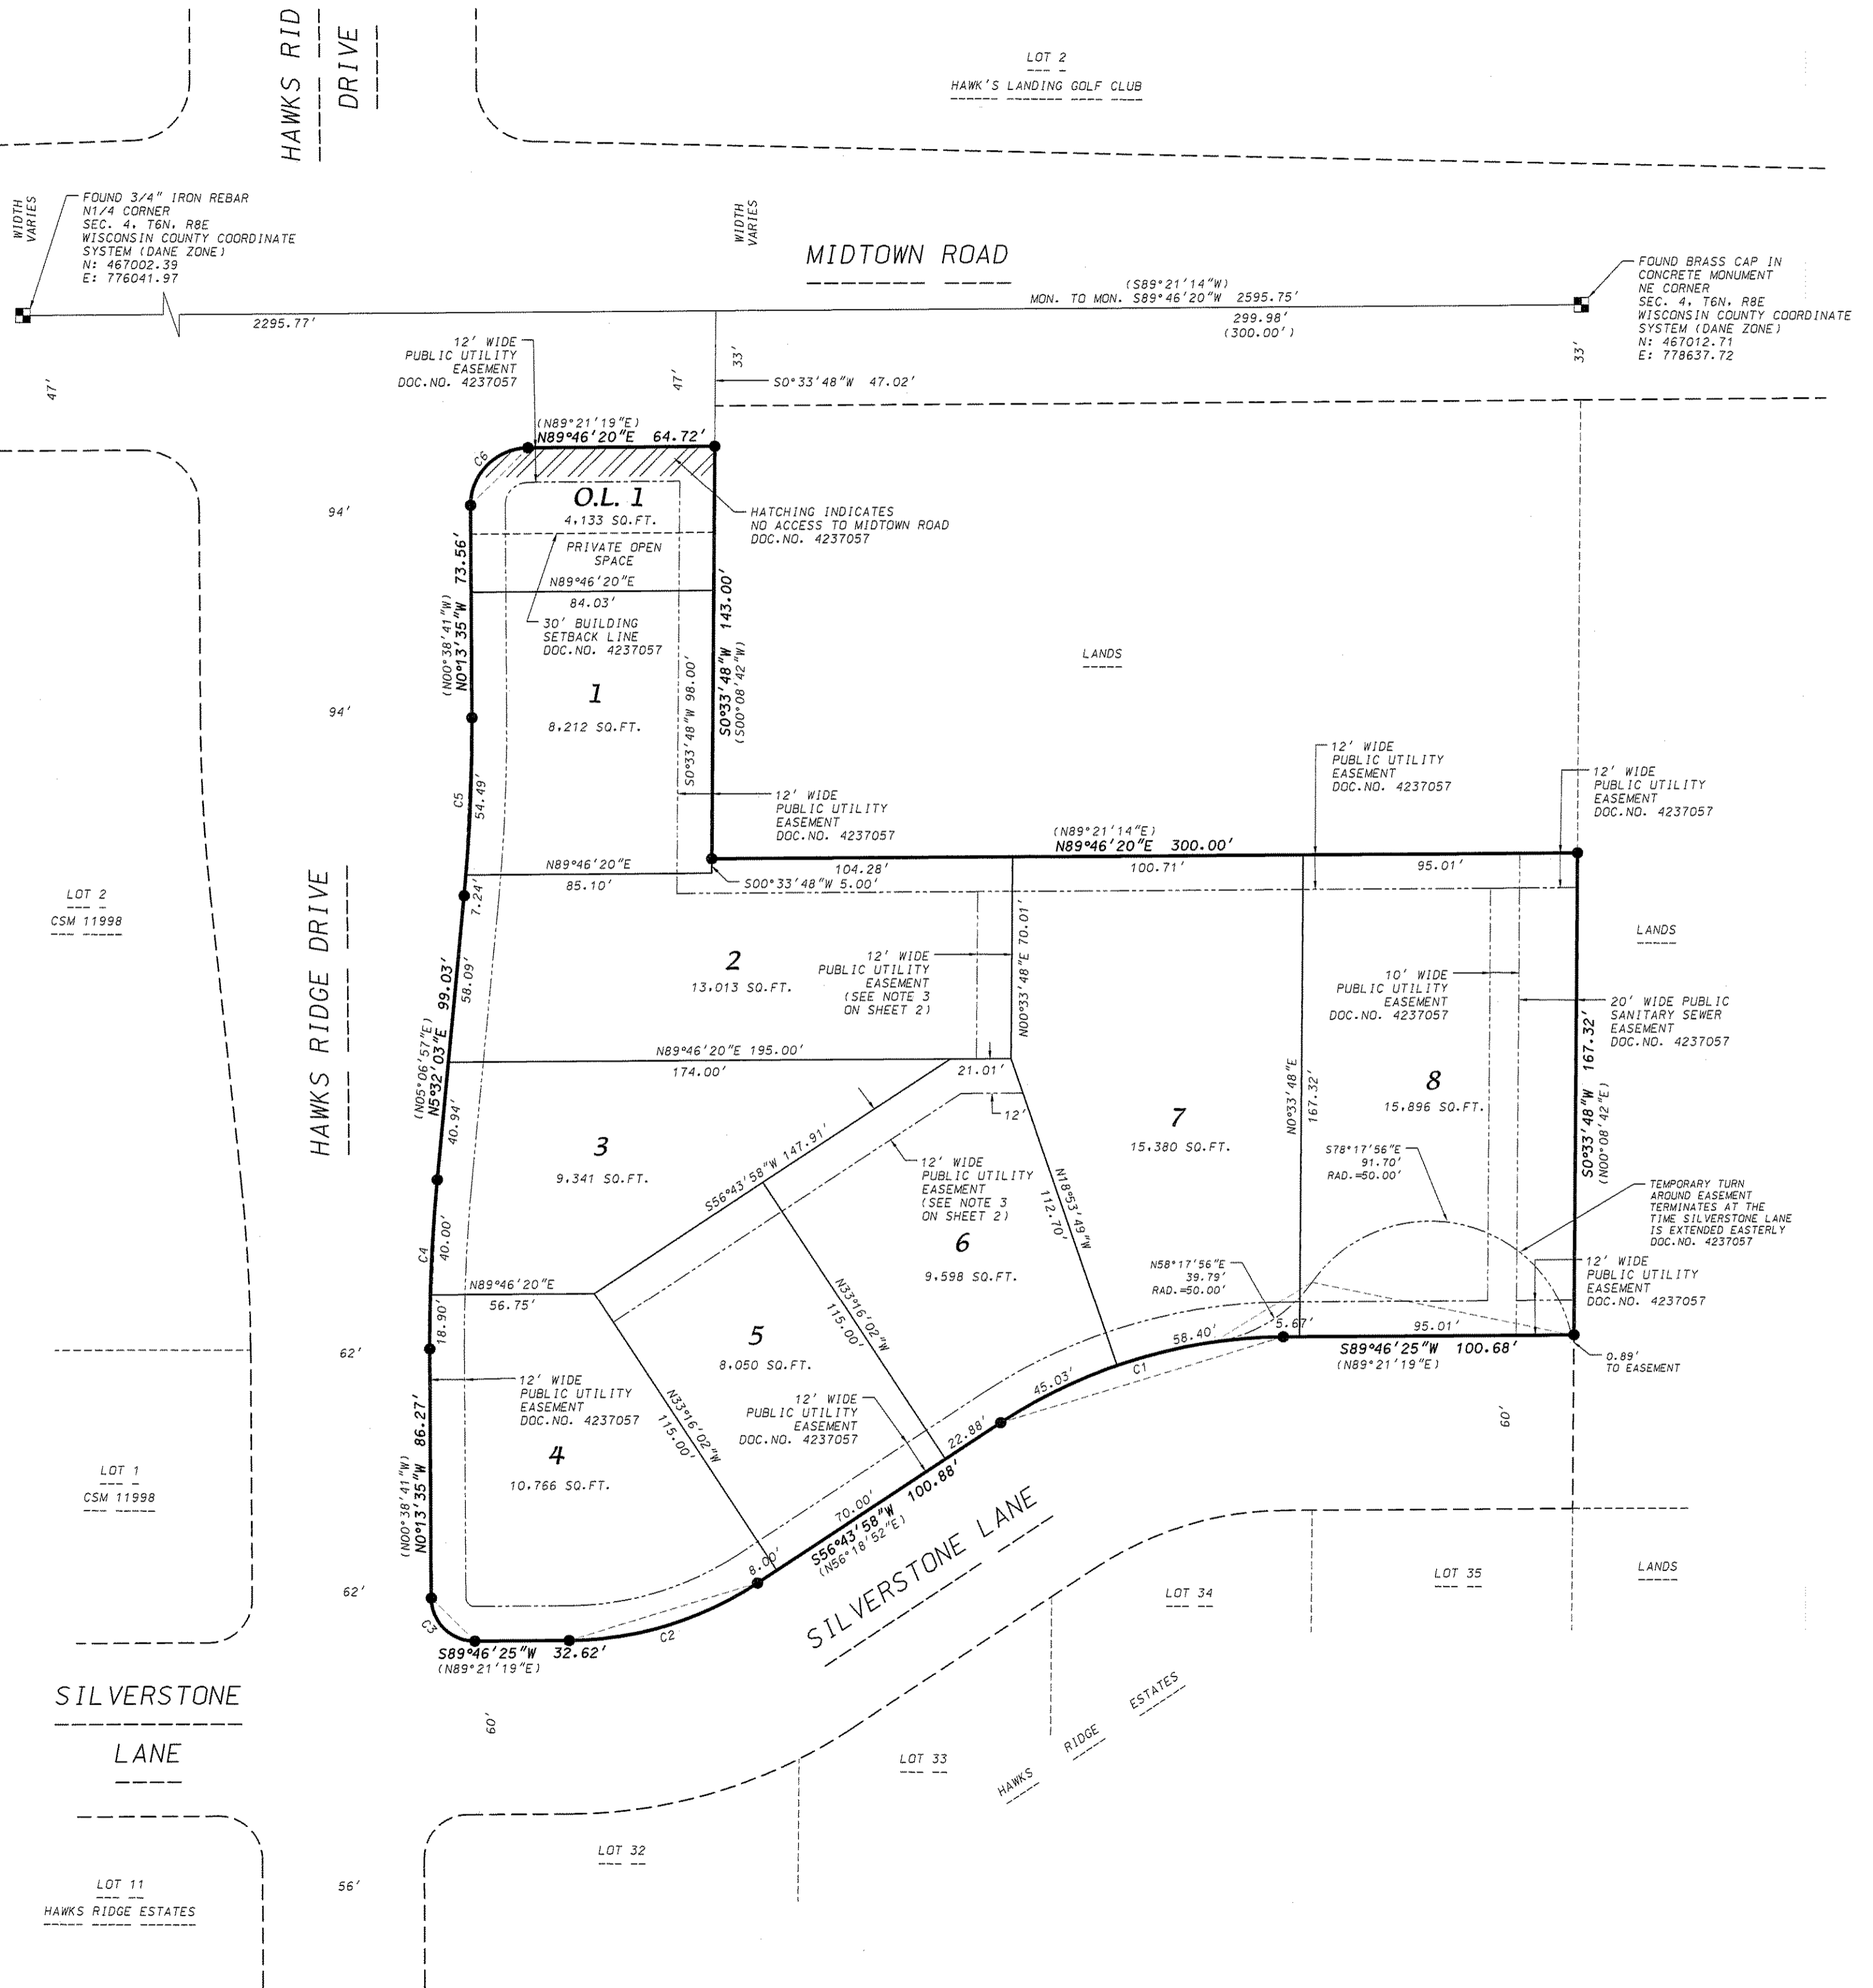 HAWKS RID
DRIVE
LOT 2
HAWK'S LANDING GOLF CLUB
WIDTH
VARIES
FOUND 3/4" IRON REBAR
N1/4 CORNER
SEC. 4, T6N, R8E
WISCONSIN COUNTY COORDINATE
SYSTEM (DANE ZONE)
N: 467002.39
E: 776041.97
WIDTH
VARIES
MIDTOWN ROAD
(S89°21'14"W)
MON. TO MON. S89°46'20"W 2595.75'
299.98'
(300.00')
2295.77'
FOUND BRASS CAP IN
CONCRETE MONUMENT
NE CORNER
SEC. 4, T6N, R8E
WISCONSIN COUNTY COORDINATE
SYSTEM (DANE ZONE)
N: 467012.71
E: 778637.72
47'
12' WIDE
PUBLIC UTILITY
EASEMENT
DOC.NO. 4237057
47'
33'
33'
S0°33'48"W 47.02'
(N89°21'19"E)
N89°46'20"E 64.72'
C6
94'
O.L. 1
4,133 SQ.FT.
PRIVATE OPEN
SPACE
HATCHING INDICATES
NO ACCESS TO MIDTOWN ROAD
DOC.NO. 4237057
N89°46'20"E
84.03'
30' BUILDING
SETBACK LINE
DOC.NO. 4237057
(N00°38'41"W)
N0°13'35"W 73.56'
S0°33'48"W 98.00'
S0°33'48"W 143.00'
(S00°08'42"W)
LANDS
94'
1
8,212 SQ.FT.
C5
54.49'
12' WIDE
PUBLIC UTILITY
EASEMENT
DOC.NO. 4237057
12' WIDE
PUBLIC UTILITY
EASEMENT
DOC.NO. 4237057
12' WIDE
PUBLIC UTILITY
EASEMENT
DOC.NO. 4237057
(N89°21'14"E)
N89°46'20"E 300.00'
104.28'
100.71'
95.01'
N89°46'20"E
85.10'
S00°33'48"W 5.00'
7.24'
LOT 2
CSM 11998
HAWKS RIDGE DRIVE
2
13,013 SQ.FT.
12' WIDE
PUBLIC UTILITY
EASEMENT
(SEE NOTE 3
ON SHEET 2)
N00°33'48"E 70.01'
LANDS
10' WIDE
PUBLIC UTILITY
EASEMENT
DOC.NO. 4237057
20' WIDE PUBLIC
SANITARY SEWER
EASEMENT
DOC.NO. 4237057
(N05°06'57"E)
N5°32'03"E 99.03'
58.09'
40.94'
N89°46'20"E 195.00'
174.00'
21.01'
12'
3
9,341 SQ.FT.
S56°43'58"W 147.91'
12' WIDE
PUBLIC UTILITY
EASEMENT
(SEE NOTE 3
ON SHEET 2)
N18°53'49"W
112.70'
7
15,380 SQ.FT.
N0°33'48"E
167.32'
8
15,896 SQ.FT.
S78°17'56"E
91.70'
RAD.=50.00'
S0°33'48"W 167.32'
(N00°08'42"E)
TEMPORARY TURN
AROUND EASEMENT
TERMINATES AT THE
TIME SILVERSTONE LANE
IS EXTENDED EASTERLY
DOC.NO. 4237057
C4
40.00'
N89°46'20"E
56.75'
6
9,598 SQ.FT.
N58°17'56"E
39.79'
RAD.=50.00'
12' WIDE
PUBLIC UTILITY
EASEMENT
DOC.NO. 4237057
18.90'
5
8,050 SQ.FT.
N33°16'02"W
115.00'
58.40'
5.67'
95.01'
S89°46'25"W 100.68'
(N89°21'19"E)
0.89'
TO EASEMENT
62'
12' WIDE
PUBLIC UTILITY
EASEMENT
DOC.NO. 4237057
N33°16'02"W
115.00'
12' WIDE
PUBLIC UTILITY
EASEMENT
DOC.NO. 4237057
45.03'
C1
60'
(N00°38'41"W)
N0°13'35"W 86.27'
4
10,766 SQ.FT.
22.88'
70.00'
S56°43'58"W 100.88'
(N56°18'52"E)
8.00'
LOT 1
CSM 11998
SILVERSTONE LANE
LOT 34
LOT 35
LANDS
62'
C3
C2
S89°46'25"W 32.62'
(N89°21'19"E)
SILVERSTONE
LANE
60'
LOT 33
HAWKS RIDGE ESTATES
LOT 32
LOT 11
HAWKS RIDGE ESTATES
56'